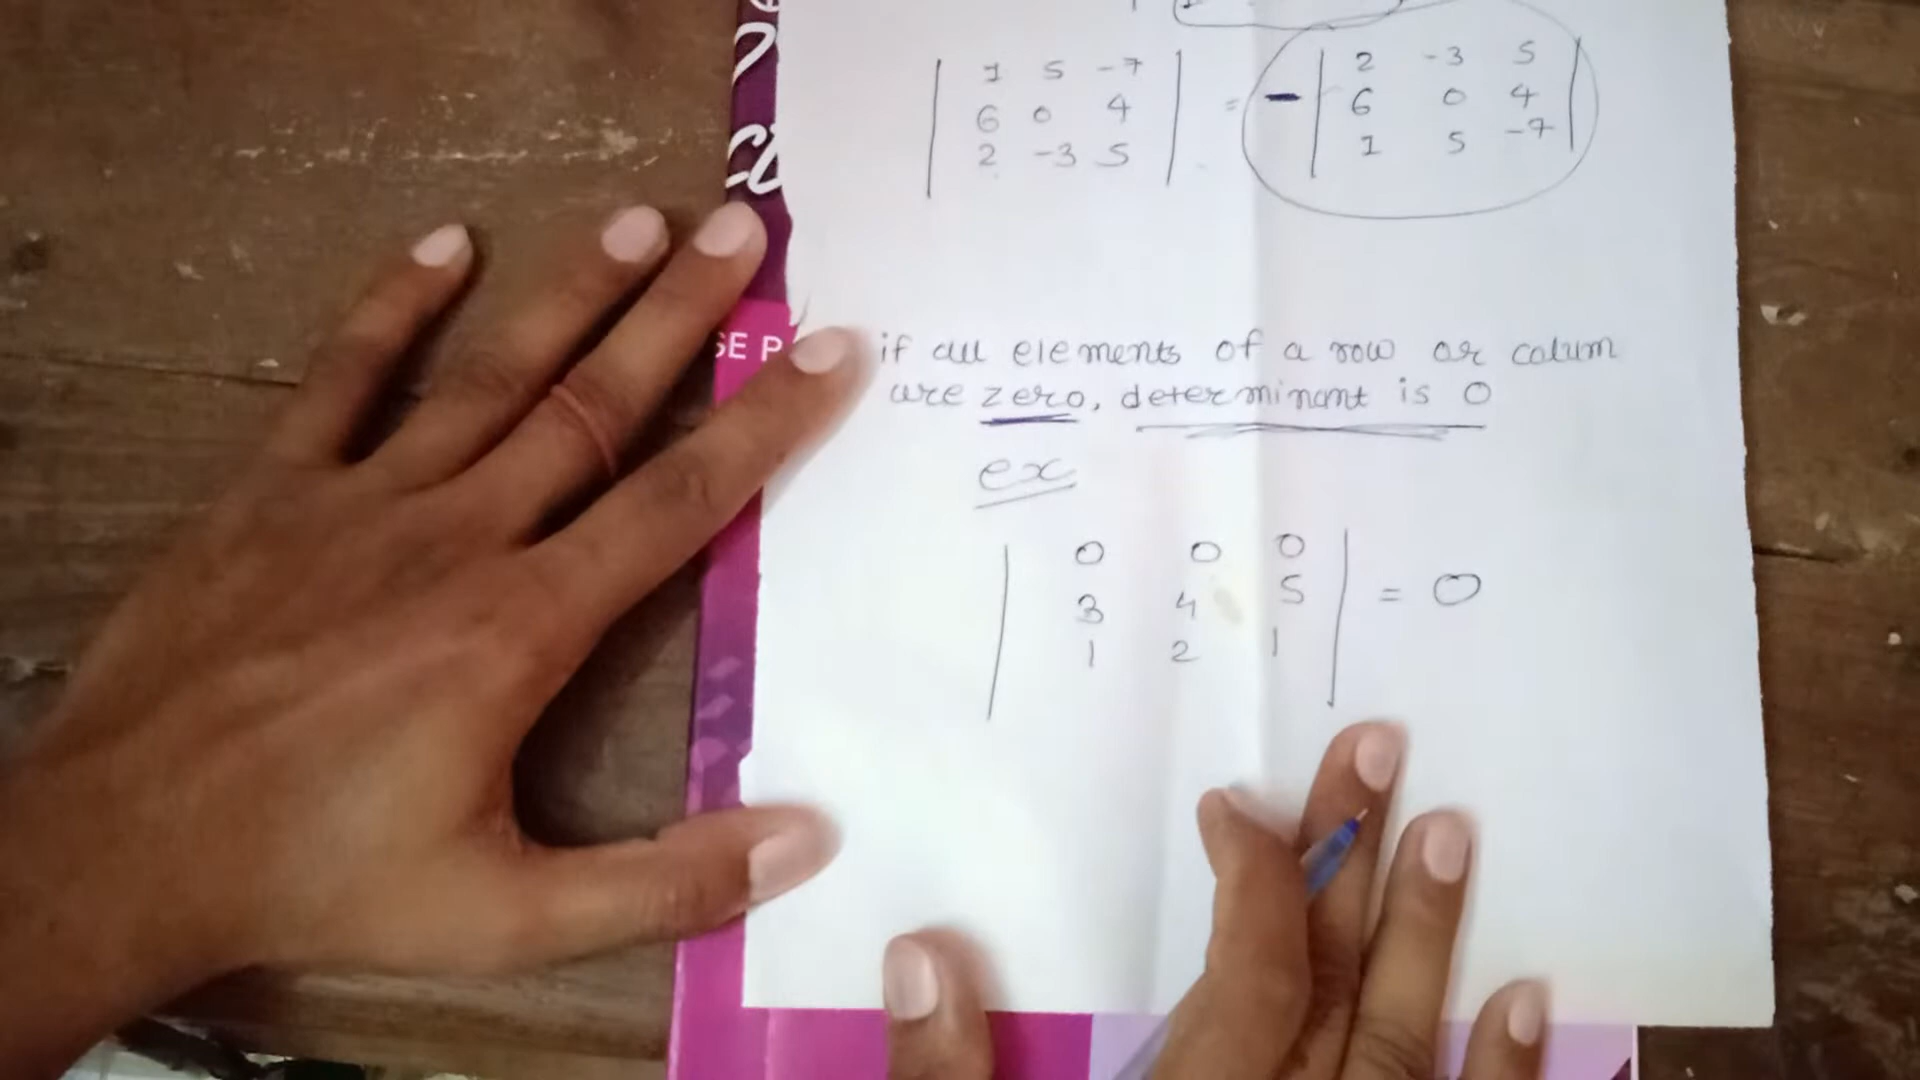 | 1 5 -7 | = - | 2 -3 5 |
| 6 0 4 | | 6 0 4 |
| 2 -3 5 | | 1 5 -7 |
SE P
if all elements of a row or colum
are zero, determinant is 0
ex
| 0 0 0 |
| 3 4 5 | = 0
| 1 2 1 |